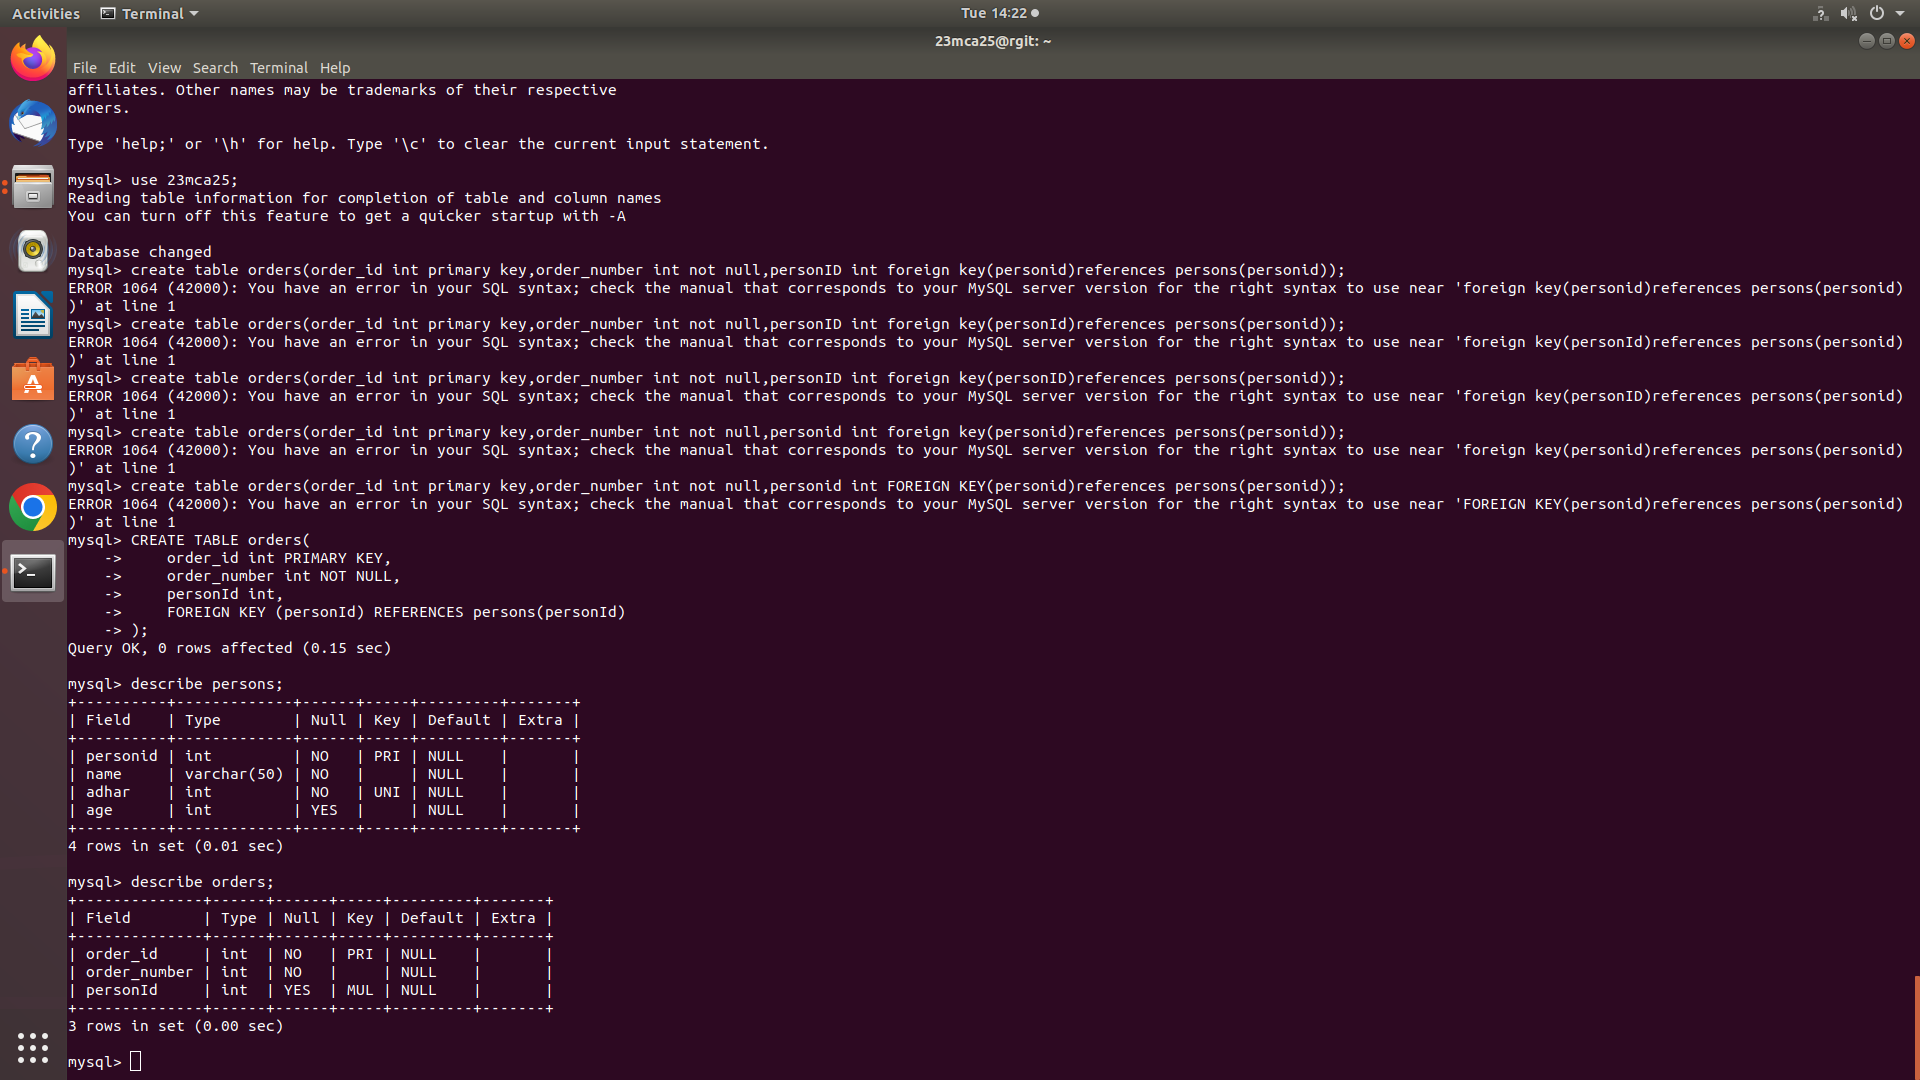 Activities Terminal Tue 14:22
23mca25@rgit: ~
File Edit View Search Terminal Help
affiliates. Other names may be trademarks of their respective
owners.
Type 'help;' or '\h' for help. Type '\c' to clear the current input statement.
mysql> use 23mca25;
Reading table information for completion of table and column names
You can turn off this feature to get a quicker startup with -A
Database changed
mysql> create table orders(order_id int primary key,order_number int not null,personID int foreign key(personid)references persons(personid));
ERROR 1064 (42000): You have an error in your SQL syntax; check the manual that corresponds to your MySQL server version for the right syntax to use near 'foreign key(personid)references persons(personid)
)' at line 1
mysql> create table orders(order_id int primary key,order_number int not null,personID int foreign key(personId)references persons(personid));
ERROR 1064 (42000): You have an error in your SQL syntax; check the manual that corresponds to your MySQL server version for the right syntax to use near 'foreign key(personId)references persons(personid)
)' at line 1
mysql> create table orders(order_id int primary key,order_number int not null,personID int foreign key(personID)references persons(personid));
ERROR 1064 (42000): You have an error in your SQL syntax; check the manual that corresponds to your MySQL server version for the right syntax to use near 'foreign key(personID)references persons(personid)
)' at line 1
mysql> create table orders(order_id int primary key,order_number int not null,personid int foreign key(personid)references persons(personid));
ERROR 1064 (42000): You have an error in your SQL syntax; check the manual that corresponds to your MySQL server version for the right syntax to use near 'foreign key(personid)references persons(personid)
)' at line 1
mysql> create table orders(order_id int primary key,order_number int not null,personid int FOREIGN KEY(personid)references persons(personid));
ERROR 1064 (42000): You have an error in your SQL syntax; check the manual that corresponds to your MySQL server version for the right syntax to use near 'FOREIGN KEY(personid)references persons(personid)
)' at line 1
mysql> CREATE TABLE orders(
    ->     order_id int PRIMARY KEY,
    ->     order_number int NOT NULL,
    ->     personId int,
    ->     FOREIGN KEY (personId) REFERENCES persons(personId)
    -> );
Query OK, 0 rows affected (0.15 sec)
mysql> describe persons;
+----------+-------------+------+-----+---------+-------+
| Field    | Type        | Null | Key | Default | Extra |
+----------+-------------+------+-----+---------+-------+
| personid | int         | NO   | PRI | NULL    |       |
| name     | varchar(50) | NO   |     | NULL    |       |
| adhar    | int         | NO   | UNI | NULL    |       |
| age      | int         | YES  |     | NULL    |       |
+----------+-------------+------+-----+---------+-------+
4 rows in set (0.01 sec)
mysql> describe orders;
+--------------+------+------+-----+---------+-------+
| Field        | Type | Null | Key | Default | Extra |
+--------------+------+------+-----+---------+-------+
| order_id     | int  | NO   | PRI | NULL    |       |
| order_number | int  | NO   |     | NULL    |       |
| personId     | int  | YES  | MUL | NULL    |       |
+--------------+------+------+-----+---------+-------+
3 rows in set (0.00 sec)
mysql>